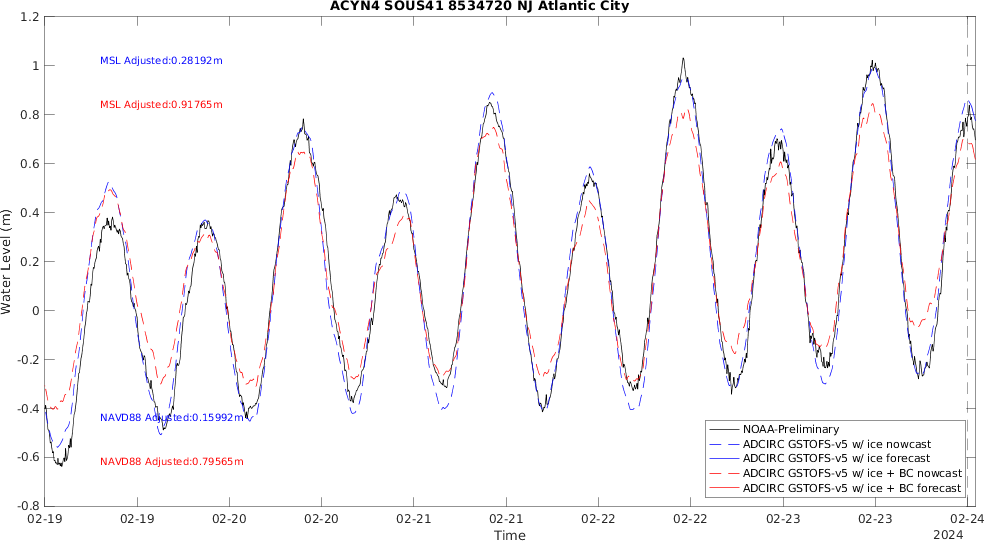 ACYN4 SOUS41 8534720 NJ Atlantic City
1.2
1
0.8
0.6
0.4
0.2
0
-0.2
-0.4
-0.6
-0.8
Water Level (m)
MSL Adjusted:0.28192m
MSL Adjusted:0.91765m
NAVD88 Adjusted:0.15992m
NAVD88 Adjusted:0.79565m
NOAA-Preliminary
ADCIRC GSTOFS-v5 w/ ice nowcast
ADCIRC GSTOFS-v5 w/ ice forecast
ADCIRC GSTOFS-v5 w/ ice + BC nowcast
ADCIRC GSTOFS-v5 w/ ice + BC forecast
02-19 02-19 02-20 02-20 02-21 02-21 02-22 02-22 02-23 02-23 02-24
Time
2024